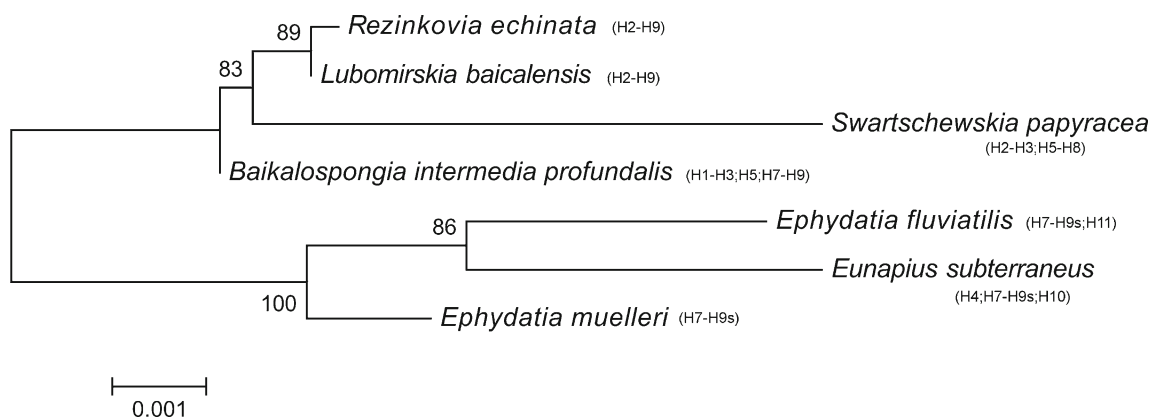 89 Rezinkovia echinata (H2-H9)
83 Lubomirskia baicalensis (H2-H9)
Swartschewskia papyracea
(H2-H3;H5-H8)
Baikalospongia intermedia profundalis (H1-H3;H5;H7-H9)
86 Ephydatia fluviatilis (H7-H9s;H11)
Eunapius subterraneus
(H4;H7-H9s;H10)
100 Ephydatia muelleri (H7-H9s)
0.001